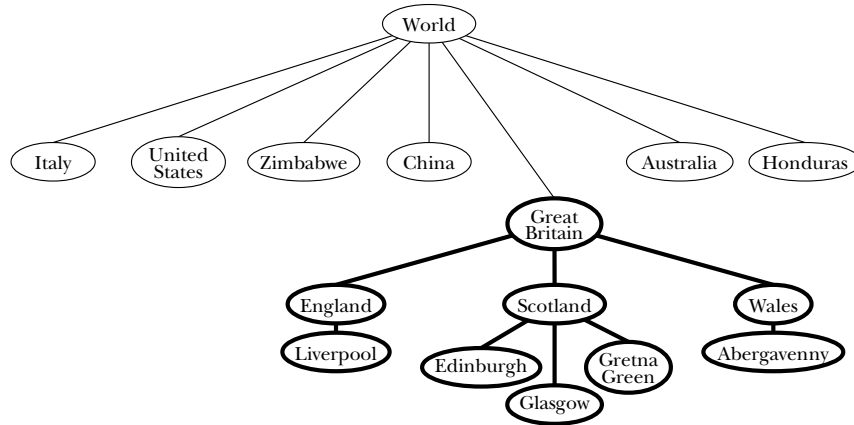 World
Italy
United
States
Zimbabwe
China
Australia
Honduras
Great
Britain
England
Scotland
Wales
Liverpool
Edinburgh
Gretna
Green
Abergavenny
Glasgow